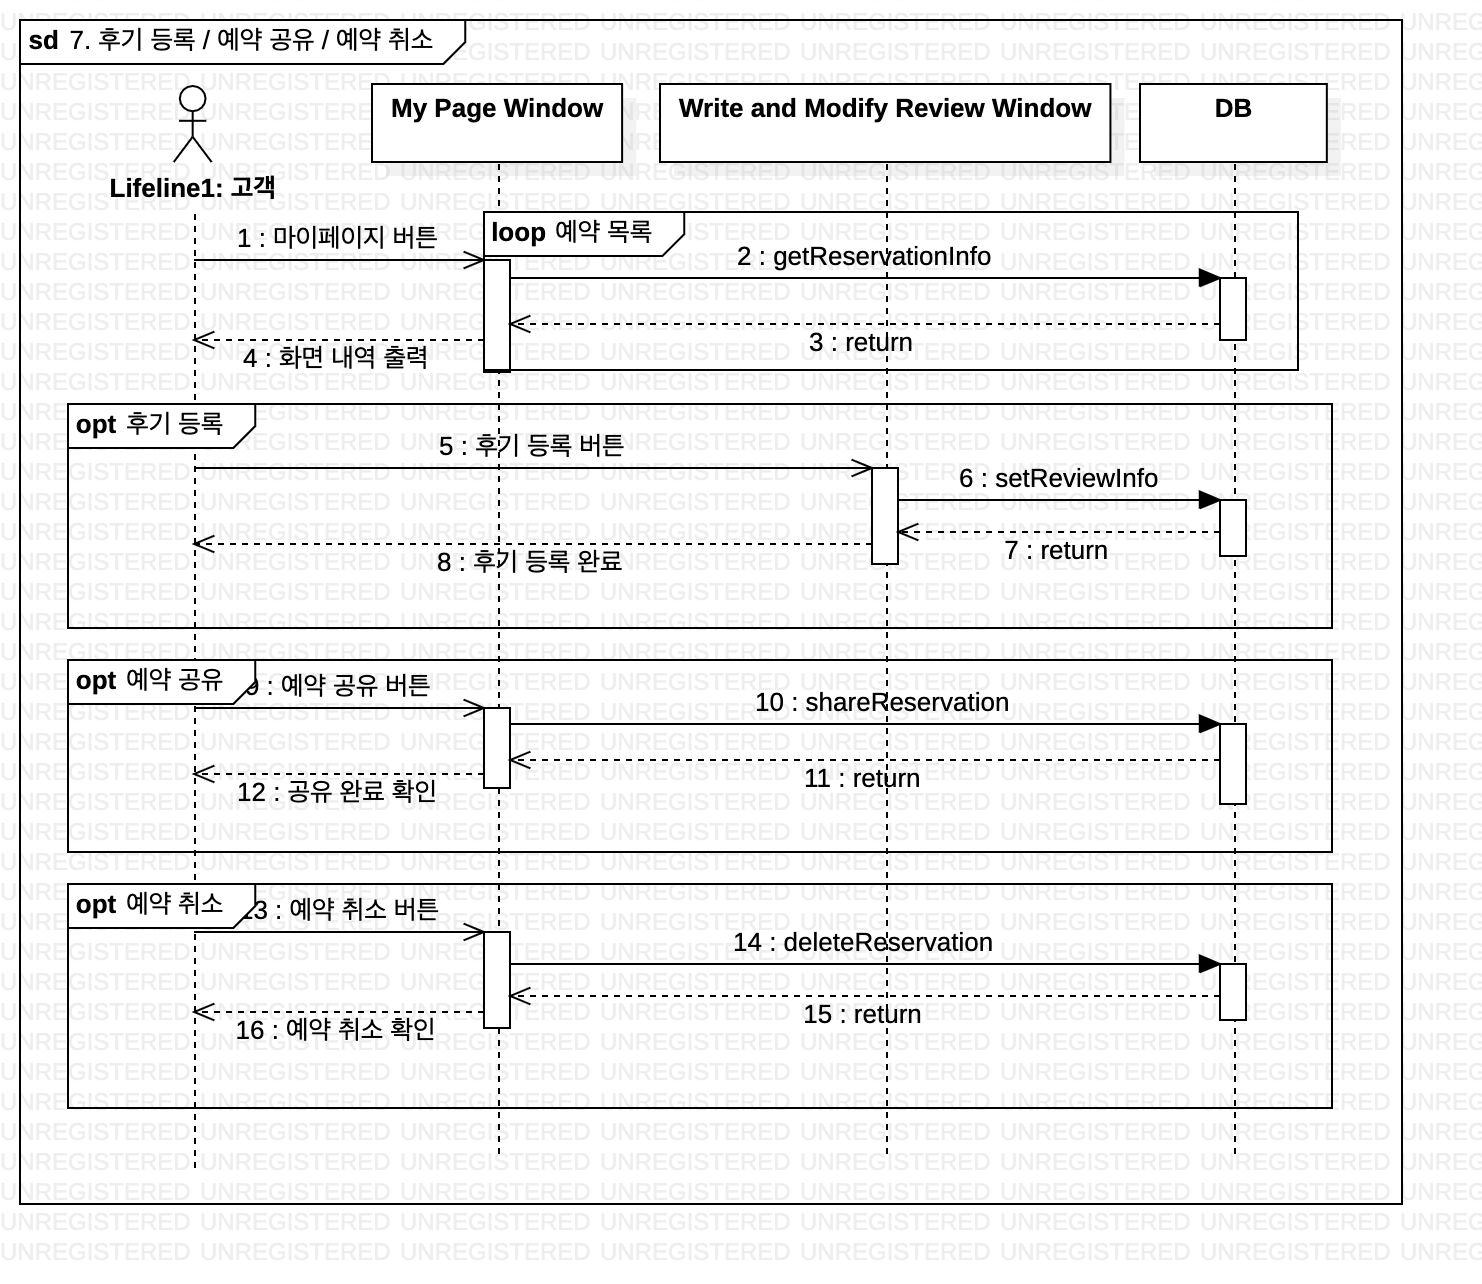 sd 7. 후기 등록 / 예약 공유 / 예약 취소
My Page Window
Write and Modify Review Window
DB
Lifeline1: 고객
loop 예약 목록
1 : 마이페이지 버튼
2 : getReservationInfo
3 : return
4 : 화면 내역 출력
opt 후기 등록
5 : 후기 등록 버튼
6 : setReviewInfo
7 : return
8 : 후기 등록 완료
opt 예약 공유
9 : 예약 공유 버튼
10 : shareReservation
11 : return
12 : 공유 완료 확인
opt 예약 취소
13 : 예약 취소 버튼
14 : deleteReservation
15 : return
16 : 예약 취소 확인
UNREGISTERED